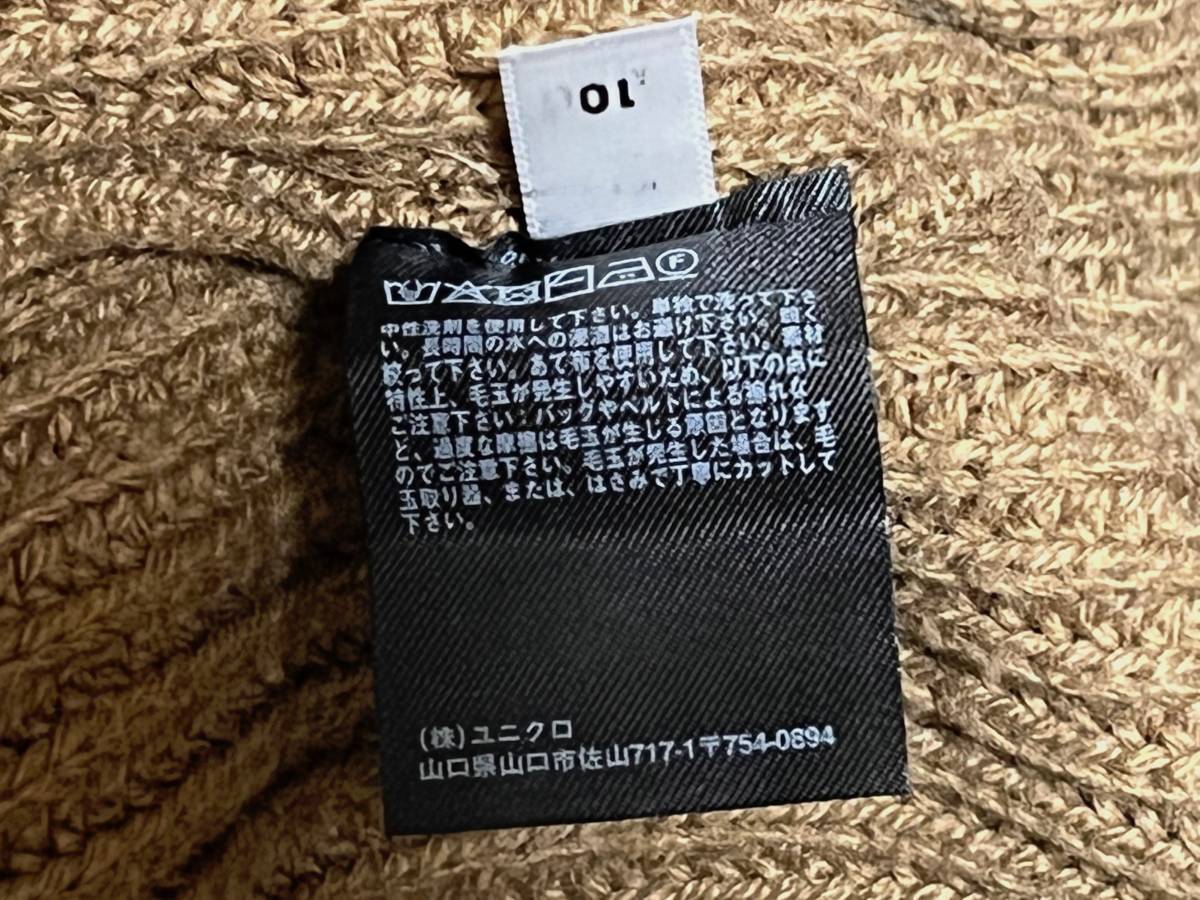 10
F
中性洗剤を使用して下さい。単独で洗って下さ
い。長時間の水への浸漬はお避け下さい。軽く
絞って下さい。あて布を使用して下さい。素材
特性上、毛玉が発生しやすいため、以下の点に
ご注意下さい。バッグやベルトによる擦れな
ど、過度な摩擦は毛玉が生じる原因となります
のでご注意下さい。毛玉が発生した場合は、毛
玉取り器、または、はさみで丁寧にカットして
下さい。
(株)ユニクロ
山口県山口市佐山717-1〒754-0894